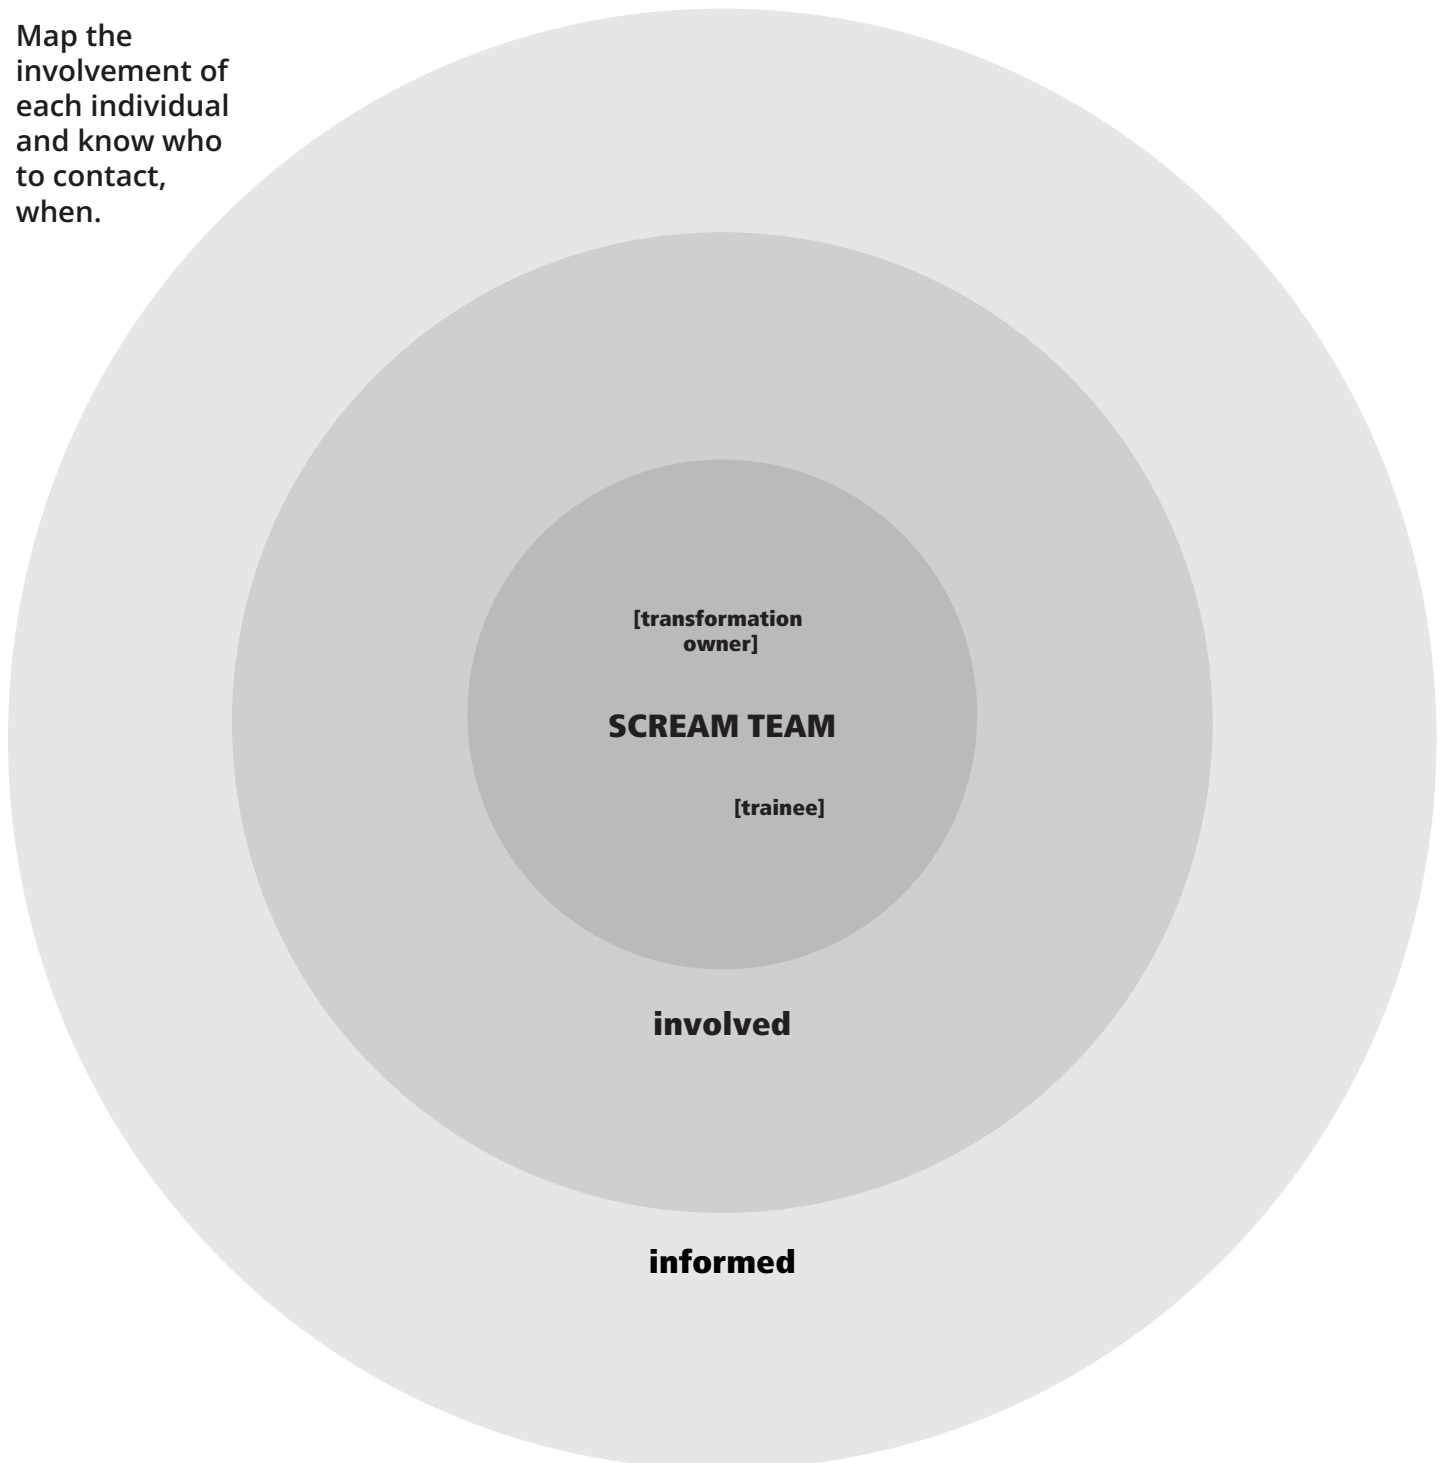 Map the
involvement of
each individual
and know who
to contact,
when.
[transformation
owner]
SCREAM TEAM
[trainee]
involved
informed